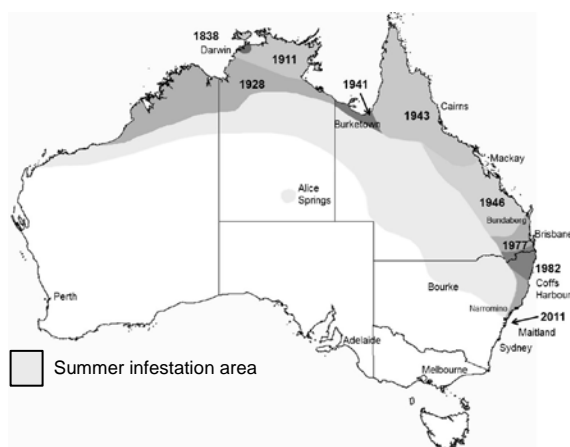 1838
Darwin
1911
1928
1941
Burketown
1943
Cairns
Mackay
Alice
Springs
1946
Bundaberg
Brisbane
1977
1982
Coffs
Harbour
Bourke
Narromine
2011
Maitland
Sydney
Perth
Adelaide
Melbourne
Summer infestation area